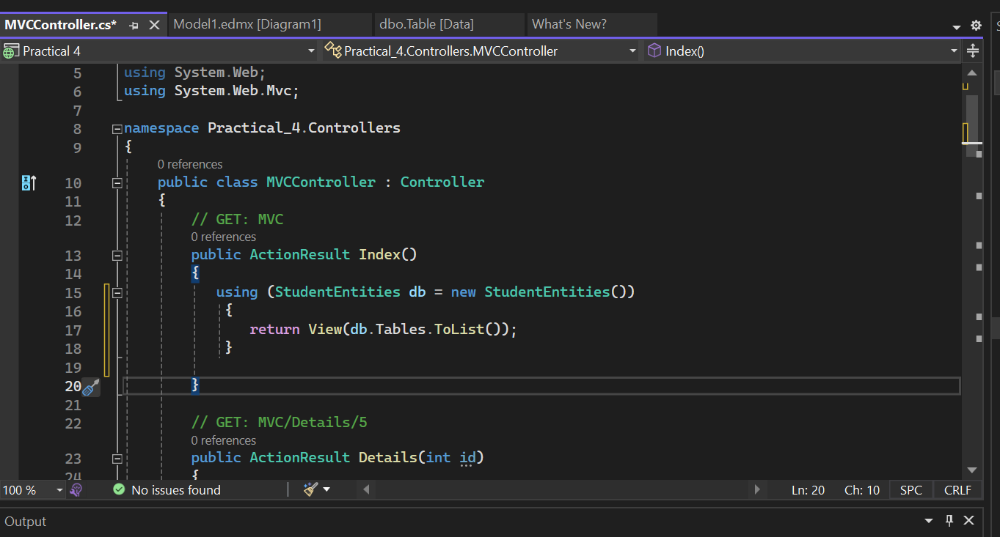 MVCController.cs* Model1.edmx [Diagram1] dbo.Table [Data] What's New?
Practical 4 Practical_4.Controllers.MVCController Index()
5 using System.Web;
6 using System.Web.Mvc;
7
8 namespace Practical_4.Controllers
9 {
0 references
10 public class MVCController : Controller
11 {
12 // GET: MVC
0 references
13 public ActionResult Index()
14 {
15 using (StudentEntities db = new StudentEntities())
16 {
17 return View(db.Tables.ToList());
18 }
19
20 }
21
22 // GET: MVC/Details/5
0 references
23 public ActionResult Details(int id)
24 {
100 % No issues found Ln: 20 Ch: 10 SPC CRLF
Output